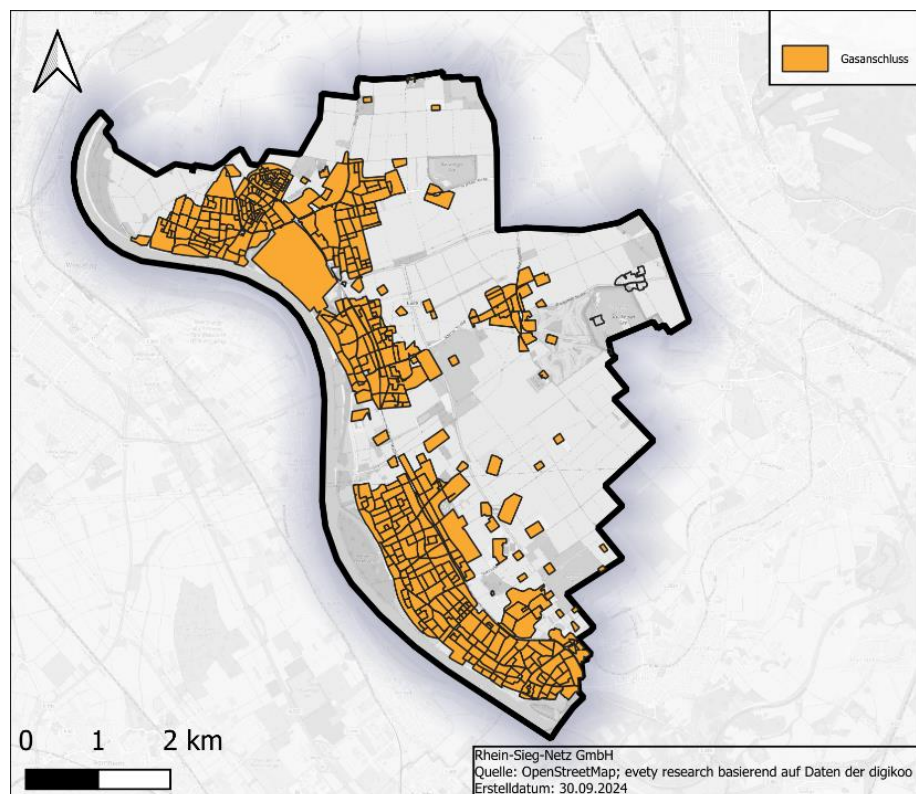 Gasanschluss
0 1 2 km
Rhein-Sieg-Netz GmbH
Quelle: OpenStreetMap; evety research basierend auf Daten der digikoo
Erstelldatum: 30.09.2024